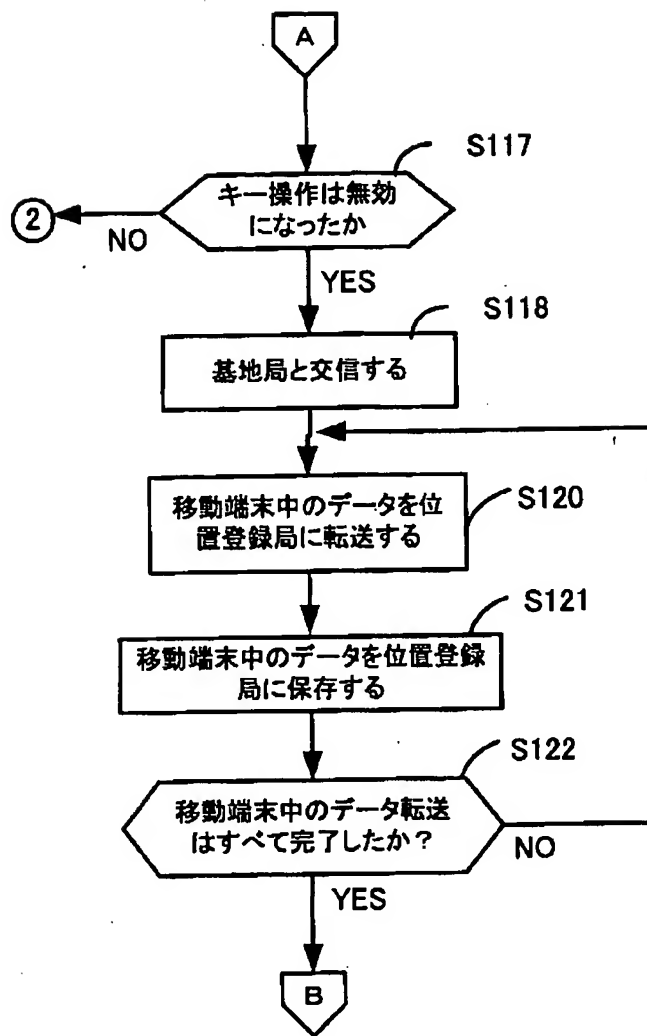 A
S117
キー操作は無効
になったか
2
NO
YES
S118
基地局と交信する
移動端末中のデータを位
置登録局に転送する
S120
S121
移動端末中のデータを位置登録
局に保存する
S122
移動端末中のデータ転送
はすべて完了したか？
NO
YES
B